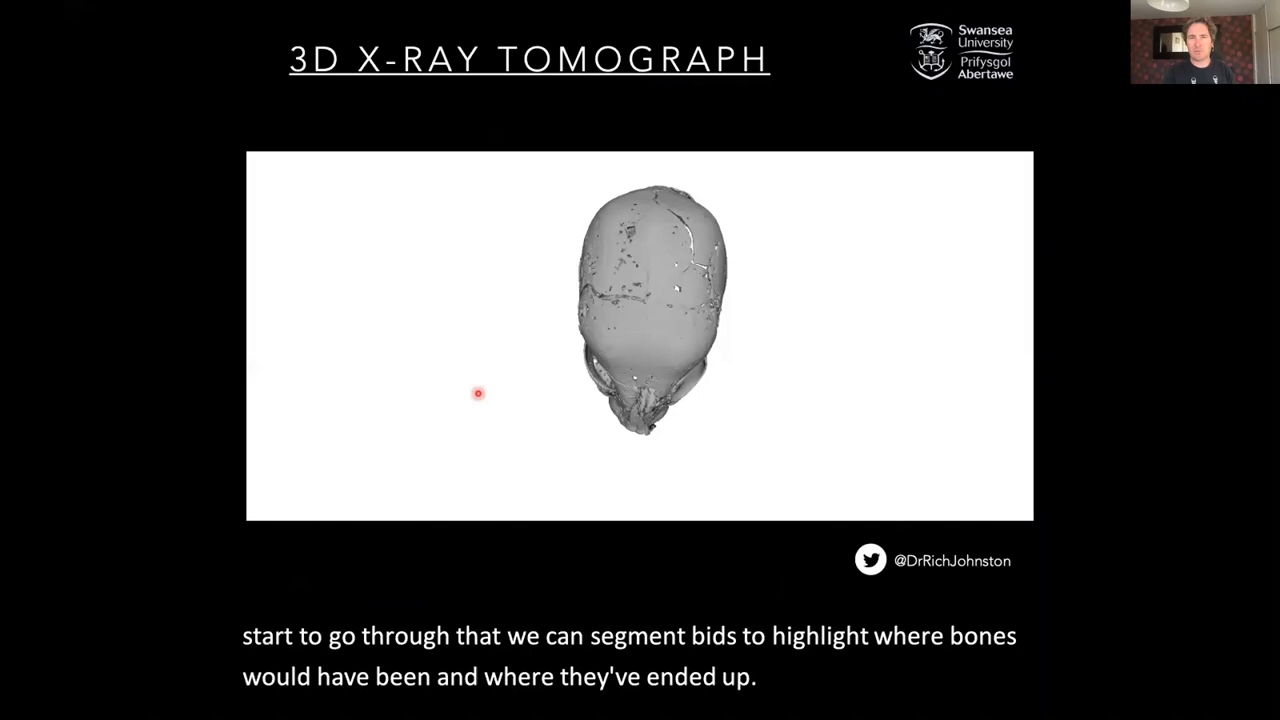 3D X-RAY TOMOGRAPH
Swansea
University
Prifysgol
Abertawe
@DrRichJohnston
start to go through that we can segment bids to highlight where bones
would have been and where they've ended up.